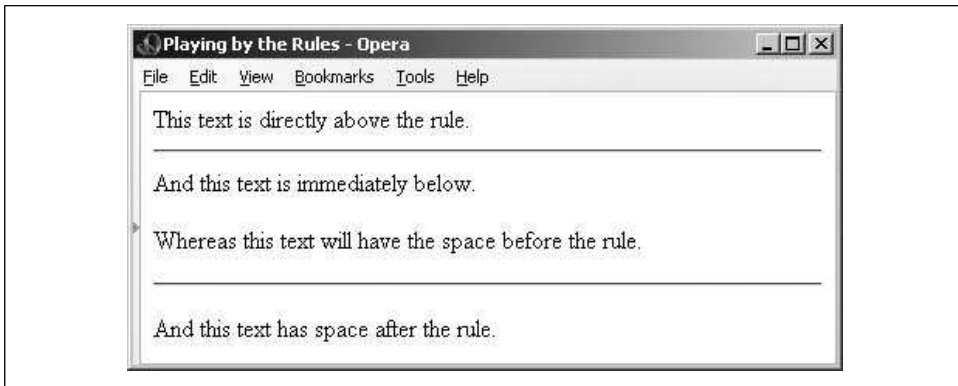 Playing by the Rules - Opera
File Edit View Bookmarks Tools Help
This text is directly above the rule.
And this text is immediately below.
Whereas this text will have the space before the rule.
And this text has space after the rule.